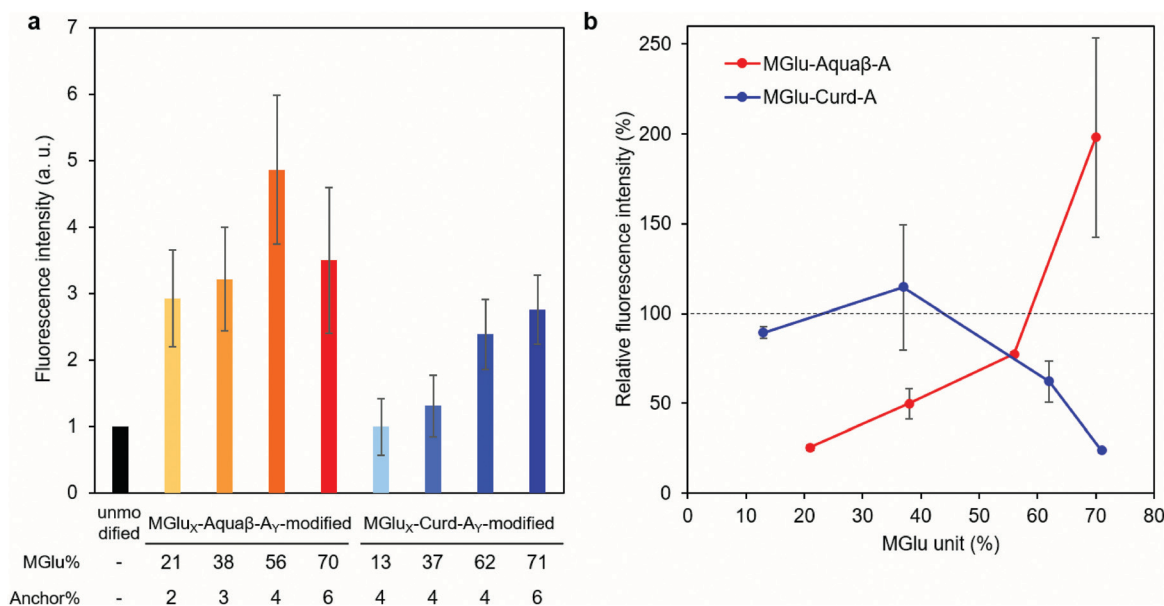 a
Fluorescence intensity (a. u.)
7
6
5
4
3
2
1
0
unmo
dified
MGluX-Aquaβ-AY-modified
MGluX-Curd-AY-modified
MGlu% - 21 38 56 70 13 37 62 71
Anchor% - 2 3 4 6 4 4 4 6
b
Relative fluorescence intensity (%)
250
200
150
100
50
0
MGlu-Aquaβ-A
MGlu-Curd-A
0 10 20 30 40 50 60 70 80
MGlu unit (%)